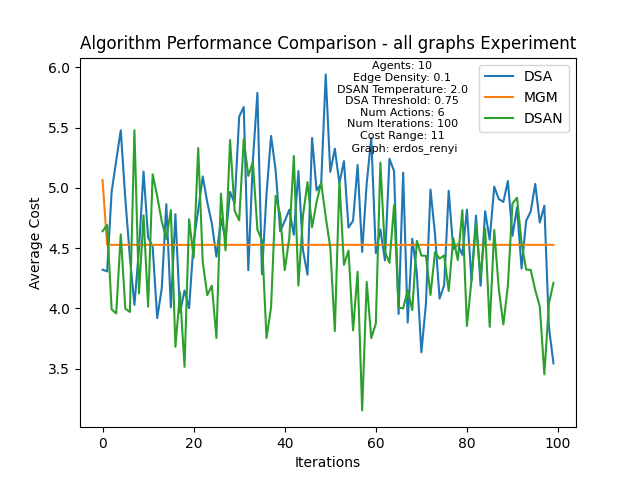 Algorithm Performance Comparison - all graphs Experiment
Agents: 10
Edge Density: 0.1
DSAN Temperature: 2.0
DSA Threshold: 0.75
Num Actions: 6
Num Iterations: 100
Cost Range: 11
Graph: erdos_renyi
DSA
MGM
DSAN
6.0
5.5
5.0
4.5
4.0
3.5
Average Cost
0
20
40
60
80
100
Iterations